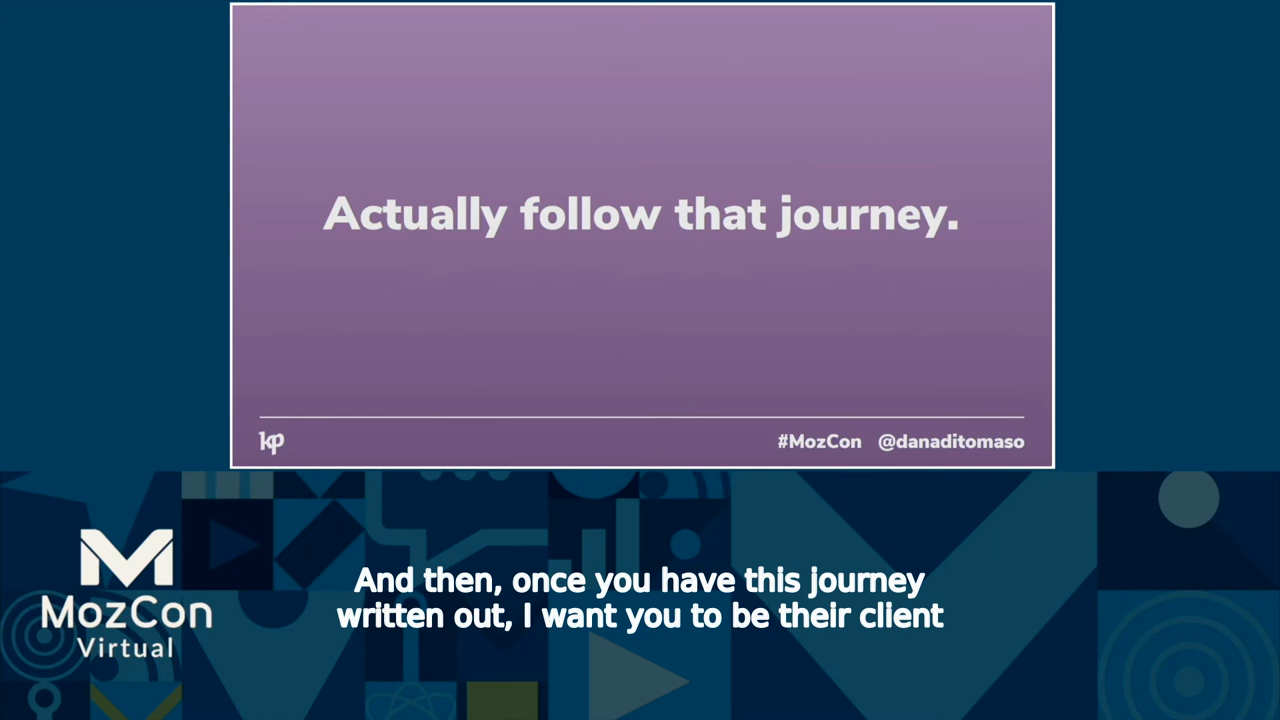 Actually follow that journey.
kp
#MozCon @danaditomaso
MozCon
Virtual
And then, once you have this journey
written out, I want you to be their client